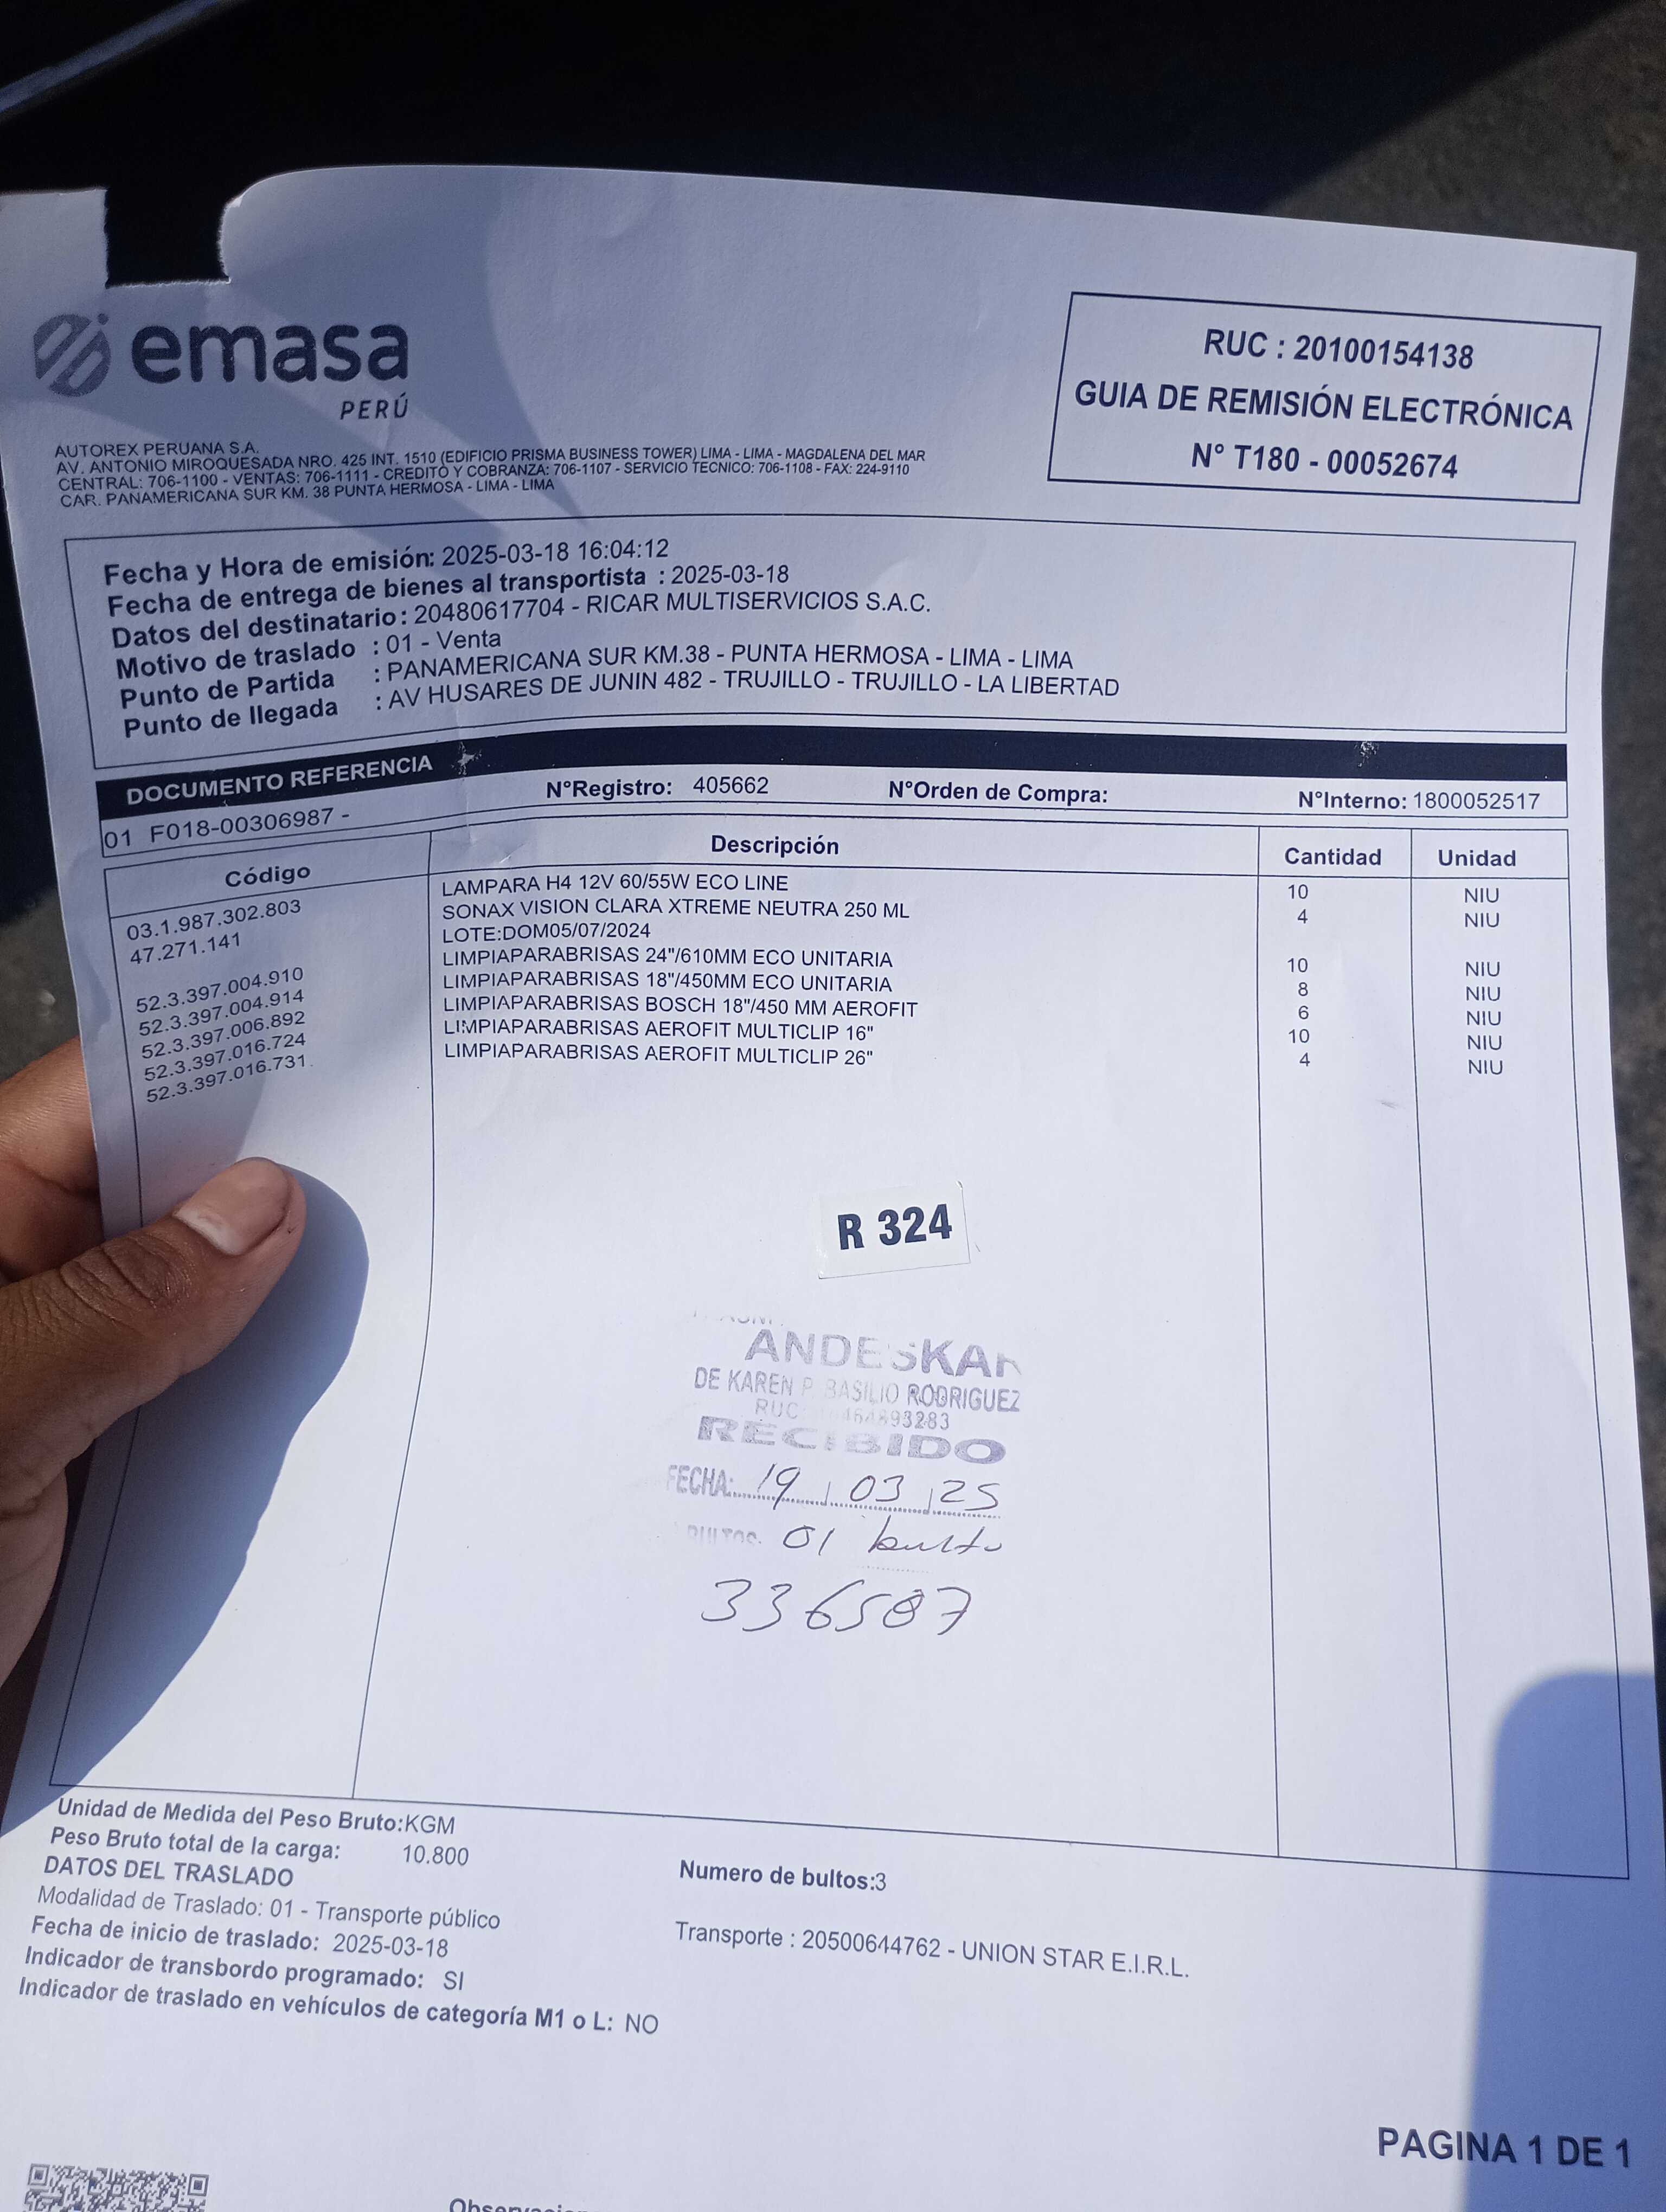 emasa
PERÚ
RUC : 20100154138
GUIA DE REMISIÓN ELECTRÓNICA
N° T180 - 00052674
AUTOREX PERUANA S.A.
AV. ANTONIO MIROQUESADA NRO. 425 INT. 1510 (EDIFICIO PRISMA BUSINESS TOWER) LIMA - LIMA - MAGDALENA DEL MAR
CENTRAL: 706-1100 - VENTAS: 706-1111 - CREDITO Y COBRANZA: 706-1107 - SERVICIO TECNICO: 706-1108 - FAX: 224-9110
CAR. PANAMERICANA SUR KM. 38 PUNTA HERMOSA - LIMA - LIMA
Fecha y Hora de emisión: 2025-03-18 16:04:12
Fecha de entrega de bienes al transportista : 2025-03-18
Datos del destinatario: 20480617704 - RICAR MULTISERVICIOS S.A.C.
Motivo de traslado : 01 - Venta
Punto de Partida : PANAMERICANA SUR KM.38 - PUNTA HERMOSA - LIMA - LIMA
Punto de llegada : AV HUSARES DE JUNIN 482 - TRUJILLO - TRUJILLO - LA LIBERTAD
DOCUMENTO REFERENCIA
01 F018-00306987 - N°Registro: 405662 N°Orden de Compra: N°Interno: 1800052517
Código Descripción Cantidad Unidad
03.1.987.302.803 LAMPARA H4 12V 60/55W ECO LINE 10 NIU
47.271.141 SONAX VISION CLARA XTREME NEUTRA 250 ML 4 NIU
LOTE:DOM05/07/2024
52.3.397.004.910 LIMPIAPARABRISAS 24"/610MM ECO UNITARIA 10 NIU
52.3.397.004.914 LIMPIAPARABRISAS 18"/450MM ECO UNITARIA 8 NIU
52.3.397.006.892 LIMPIAPARABRISAS BOSCH 18"/450 MM AEROFIT 6 NIU
52.3.397.016.724 LIMPIAPARABRISAS AEROFIT MULTICLIP 16" 10 NIU
52.3.397.016.731 LIMPIAPARABRISAS AEROFIT MULTICLIP 26" 4 NIU
R 324
ANDESKAR
DE KAREN P. BASILIO RODRIGUEZ
RUC
RECIBIDO
FECHA: 19 03 25
BULTOS: 01 bulto
336587
Unidad de Medida del Peso Bruto:KGM
Peso Bruto total de la carga: 10.800
Numero de bultos:3
DATOS DEL TRASLADO
Modalidad de Traslado: 01 - Transporte público
Transporte : 20500644762 - UNION STAR E.I.R.L.
Fecha de inicio de traslado: 2025-03-18
Indicador de transbordo programado: SI
Indicador de traslado en vehículos de categoría M1 o L: NO
PAGINA 1 DE 1